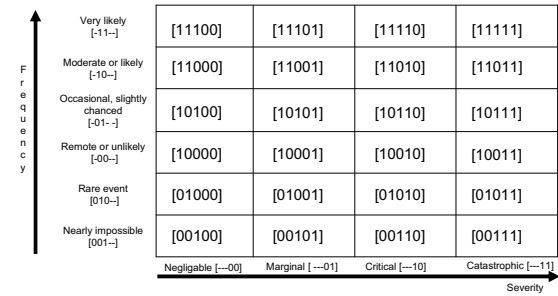 Frequency
Very likely
[-11--]
[11100] [11101] [11110] [11111]
Moderate or likely
[-10--]
[11000] [11001] [11010] [11011]
Occasional, slightly
chanced
[-01- -]
[10100] [10101] [10110] [10111]
Remote or unlikely
[-00--]
[10000] [10001] [10010] [10011]
Rare event
[010--]
[01000] [01001] [01010] [01011]
Nearly impossible
[001--]
[00100] [00101] [00110] [00111]
Negligable [---00] Marginal [ ---01] Critical [---10] Catastrophic [---11]
Severity